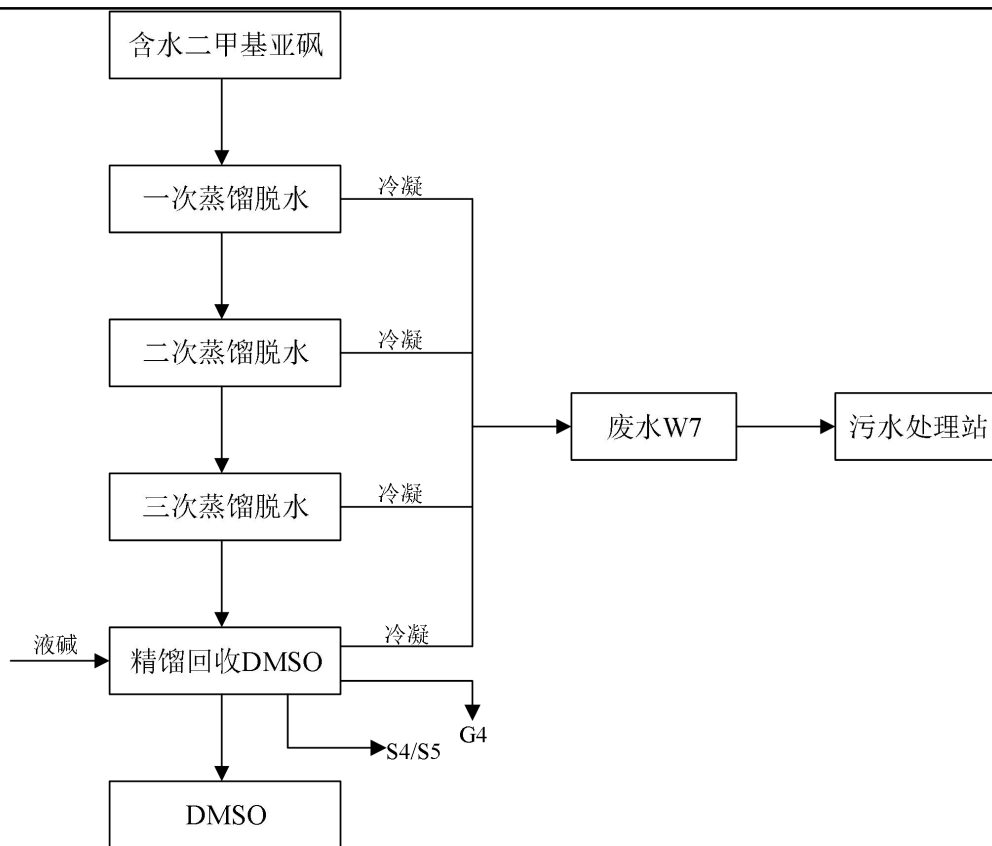 含水二甲基亚砜
一次蒸馏脱水
冷凝
二次蒸馏脱水
冷凝
废水W7
污水处理站
三次蒸馏脱水
冷凝
液碱
精馏回收DMSO
冷凝
G4
S4/S5
DMSO